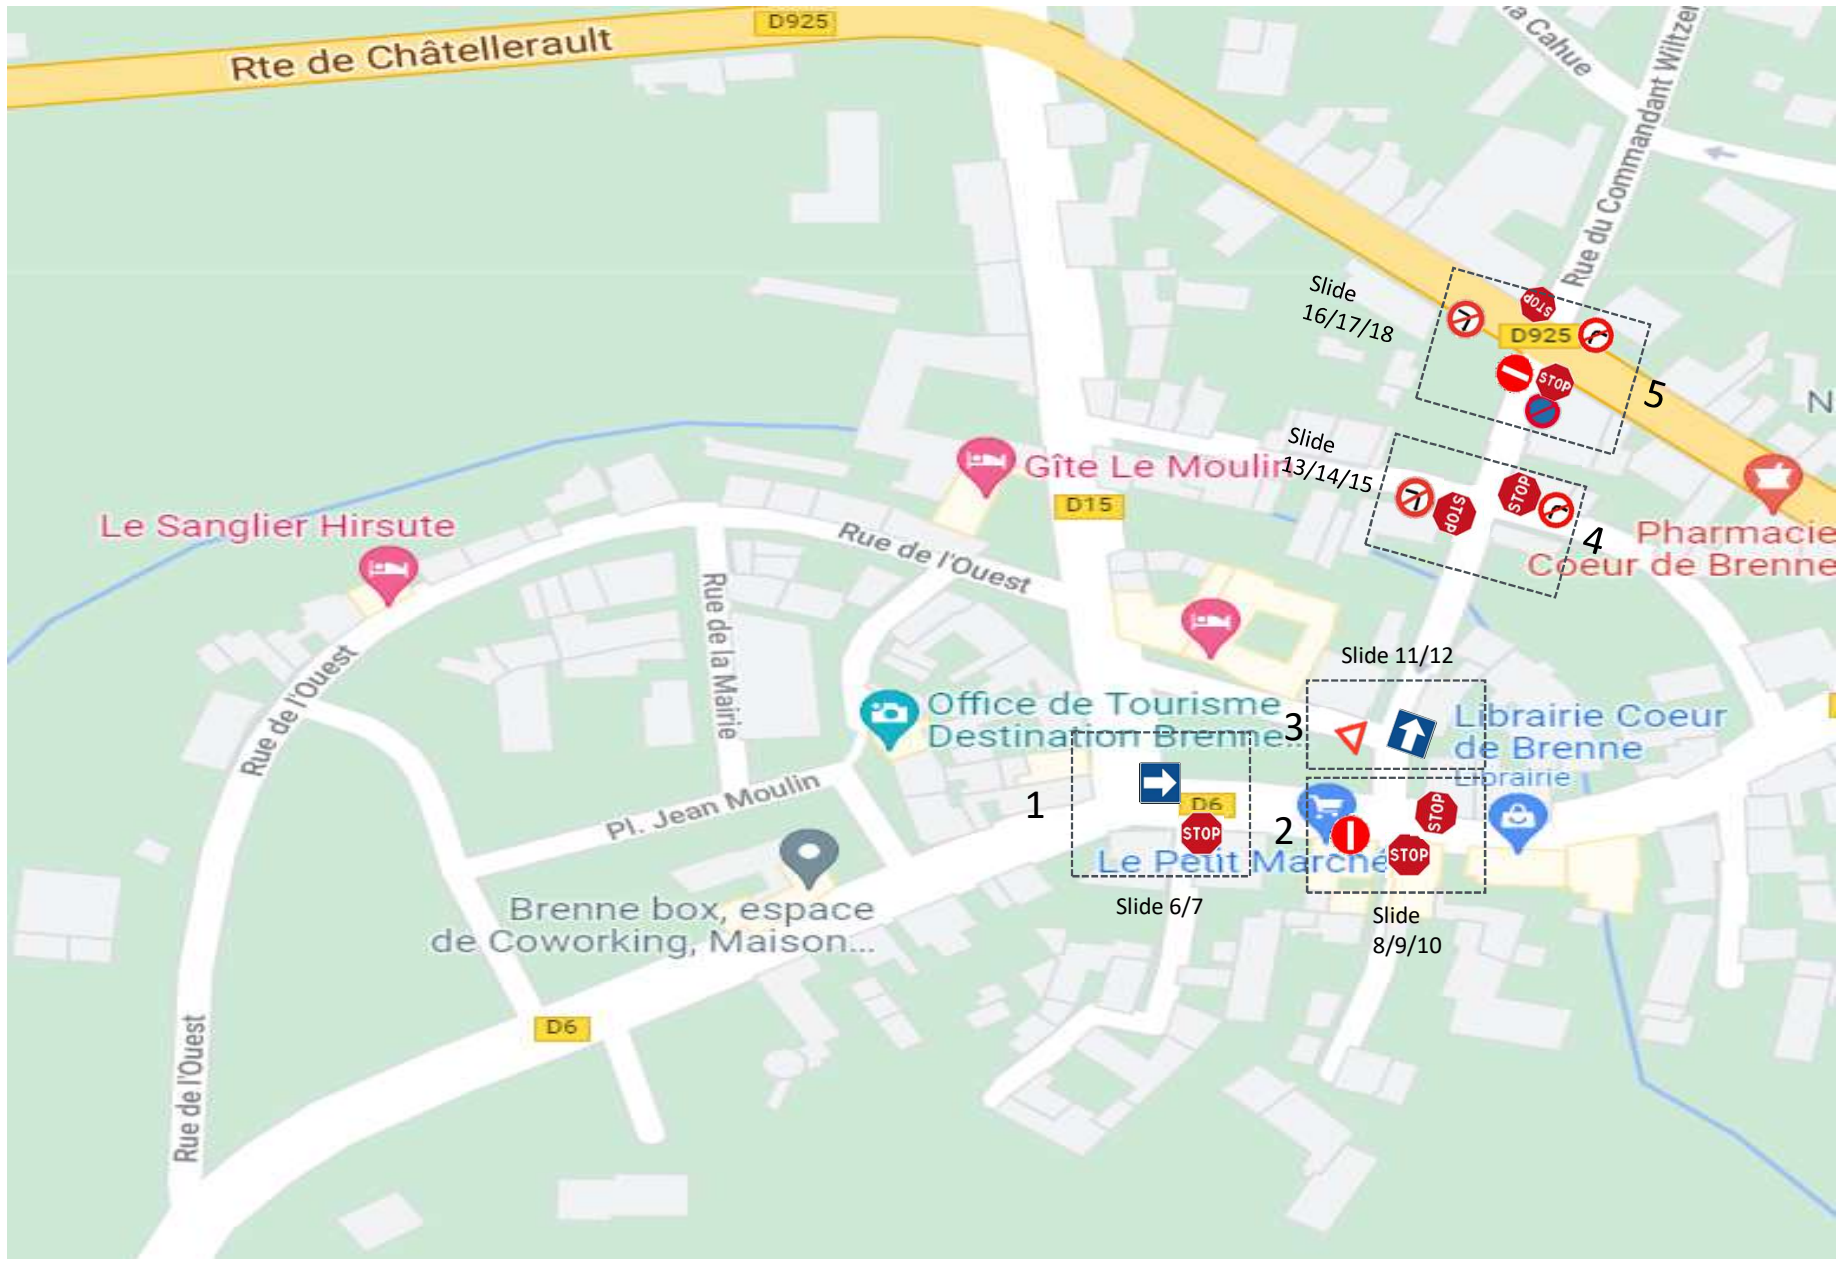 D925
Rte de Châtellerault
la Cahue
Rue du Commandant Wiltzer
Slide
16/17/18
STOP
D925
STOP
5
N
Slide
13/14/15
Gîte Le Moulin
D15
STOP
STOP
4
Pharmacie
Coeur de Brenne
Le Sanglier Hirsute
Rue de l'Ouest
Rue de la Mairie
Rue de l'Ouest
Slide 11/12
3
Office de Tourisme
Destination Brenne...
Librairie Coeur
de Brenne
Librairie
Pl. Jean Moulin
1
D6
STOP
2
STOP
STOP
Le Petit Marché
Slide 6/7
Slide
8/9/10
Brenne box, espace
de Coworking, Maison...
D6
Rue de l'Ouest